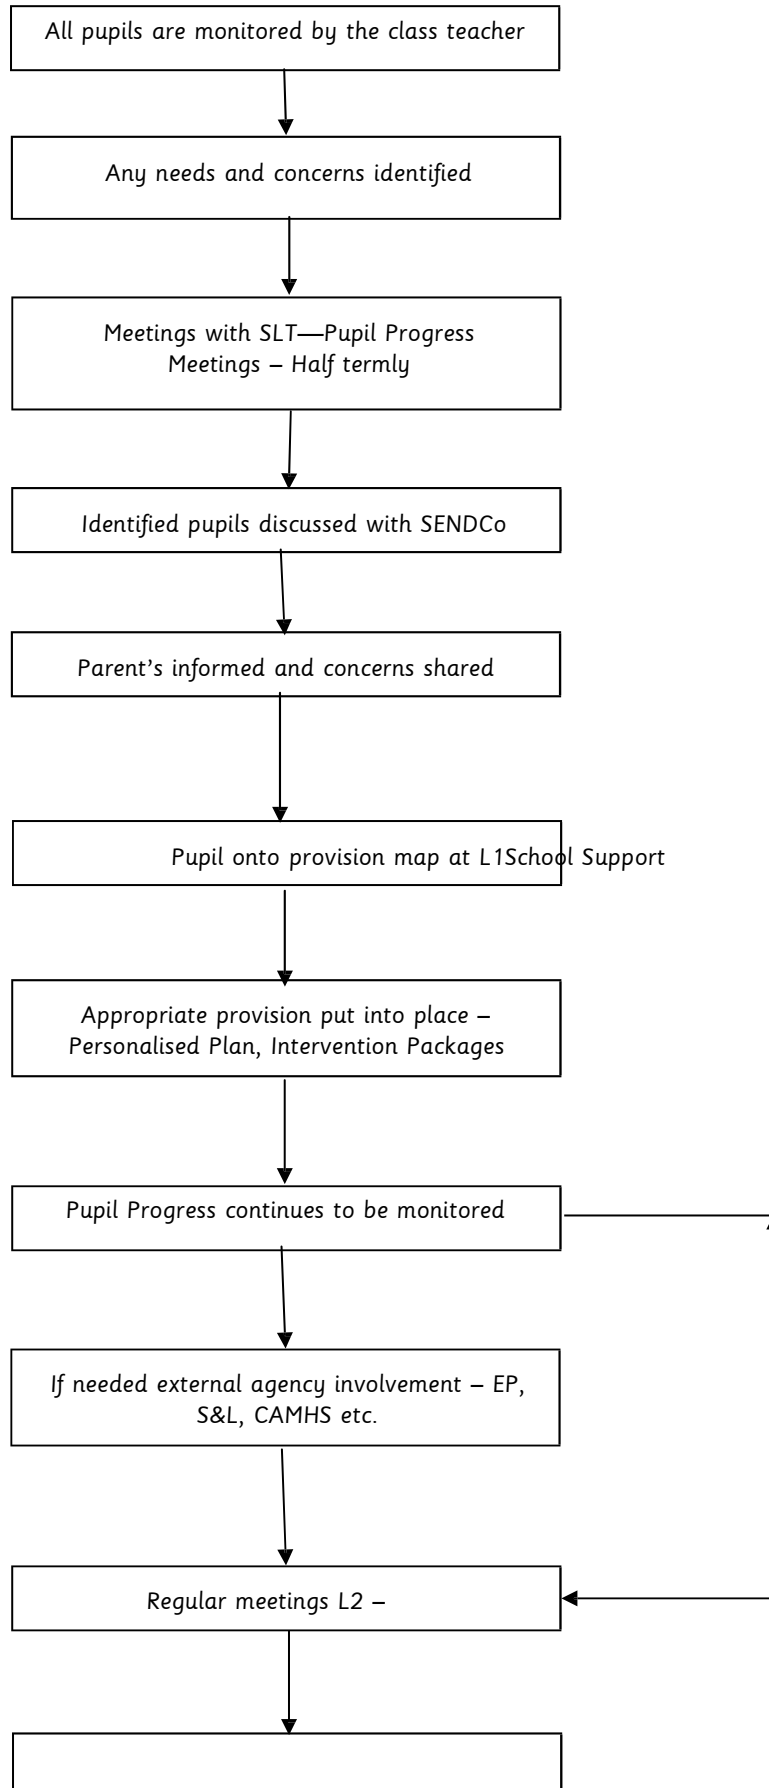 All pupils are monitored by the class teacher
Any needs and concerns identified
Meetings with SLT—Pupil Progress
Meetings – Half termly
Identified pupils discussed with SENDCo
Parent’s informed and concerns shared
Pupil onto provision map at L1School Support
Appropriate provision put into place –
Personalised Plan, Intervention Packages
Pupil Progress continues to be monitored
If needed external agency involvement – EP,
S&L, CAMHS etc.
Regular meetings L2 –